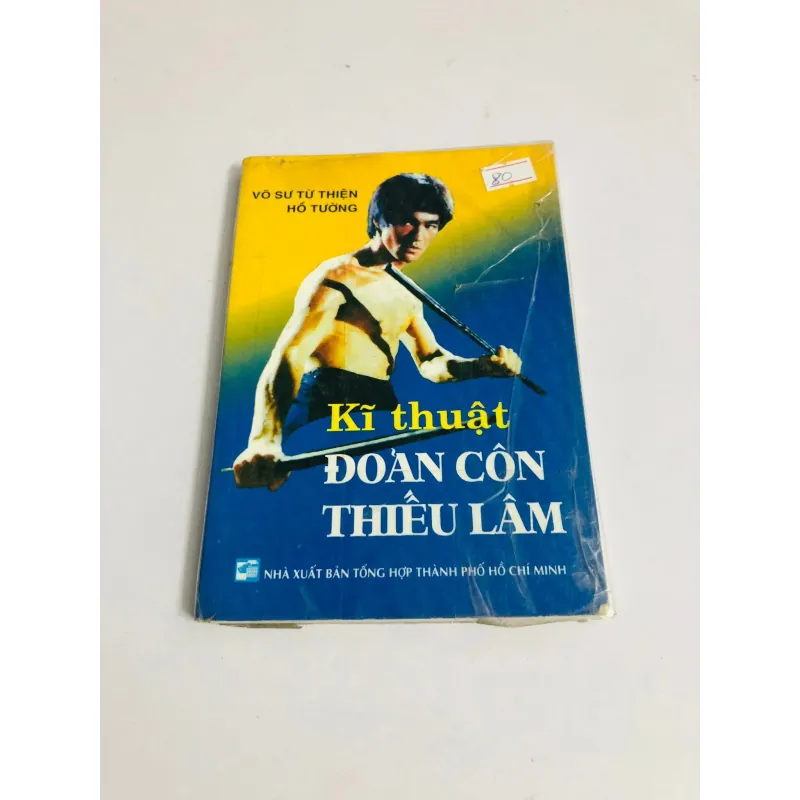 VÕ SƯ TỪ THIỆN
HỒ TƯỜNG
80
Kĩ thuật
ĐOẢN CÔN
THIẾU LÂM
NHÀ XUẤT BẢN TỔNG HỢP THÀNH PHỐ HỒ CHÍ MINH